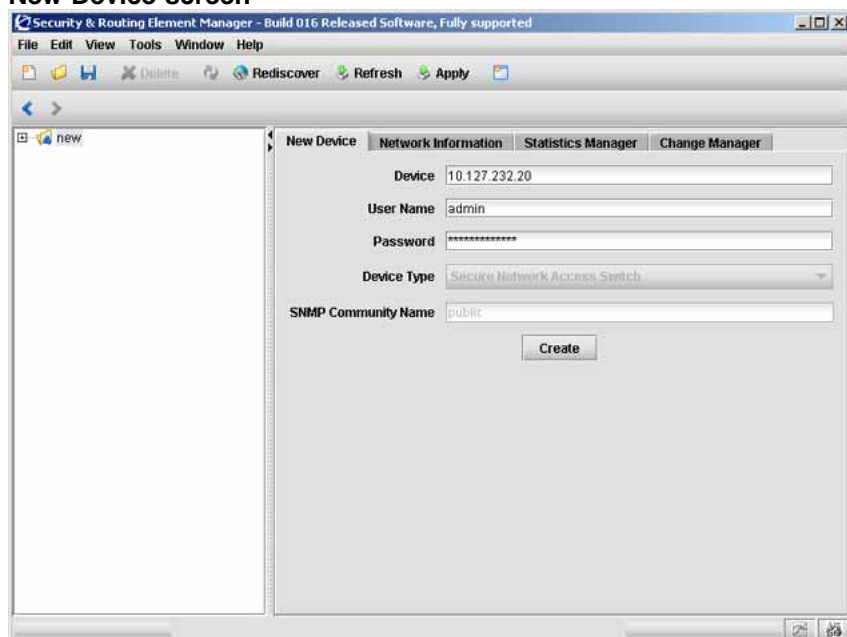 New Device screen
Security & Routing Element Manager - Build 016 Released Software, Fully supported
File Edit View Tools Window Help
Delete Rediscover Refresh Apply
new
New Device Network Information Statistics Manager Change Manager
Device 10.127.232.20
User Name admin
Password *************
Device Type Secure Network Access Switch
SNMP Community Name public
Create